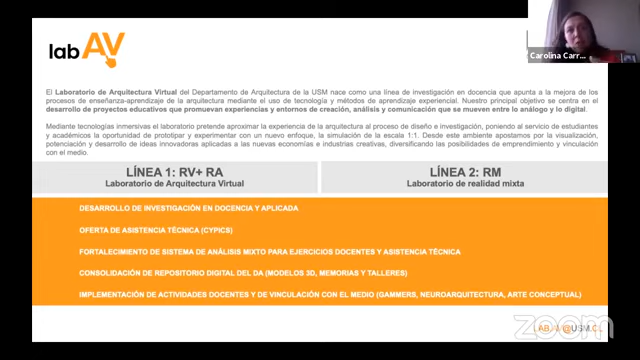 lab AV
Carolina Carr...
El Laboratorio de Arquitectura Virtual del Departamento de Arquitectura de la USM nace como una línea de investigación en docencia que apunta a la mejora de los
procesos de enseñanza-aprendizaje de la arquitectura mediante el uso de tecnología y métodos de aprendizaje experiencial. Nuestro principal objetivo se centra en el
desarrollo de proyectos educativos que promuevan experiencias y entornos de creación, análisis y comunicación que se mueven entre lo análogo y lo digital.
Mediante tecnologías inmersivas el laboratorio pretende aproximar la experiencia de la arquitectura al proceso de diseño e investigación, poniendo al servicio de estudiantes
y académicos la oportunidad de prototipar y experimentar con un nuevo enfoque, la simulación de la escala 1:1. Desde este ambiente apostamos por la visualización,
potenciación y desarrollo de ideas innovadoras aplicadas a las nuevas economías e industrias creativas, diversificando las posibilidades de emprendimiento y vinculación
con el medio.
LÍNEA 1: RV+ RA
Laboratorio de Arquitectura Virtual
LÍNEA 2: RM
Laboratorio de realidad mixta
DESARROLLO DE INVESTIGACIÓN EN DOCENCIA Y APLICADA
OFERTA DE ASISTENCIA TÉCNICA (CYPICS)
FORTALECIMIENTO DE SISTEMA DE ANÁLISIS MIXTO PARA EJERCICIOS DOCENTES Y ASISTENCIA TÉCNICA
CONSOLIDACIÓN DE REPOSITORIO DIGITAL DEL DA (MODELOS 3D, MEMORIAS Y TALLERES)
IMPLEMENTACIÓN DE ACTIVIDADES DOCENTES Y DE VINCULACIÓN CON EL MEDIO (GAMMERS, NEUROARQUITECTURA, ARTE CONCEPTUAL)
zoom